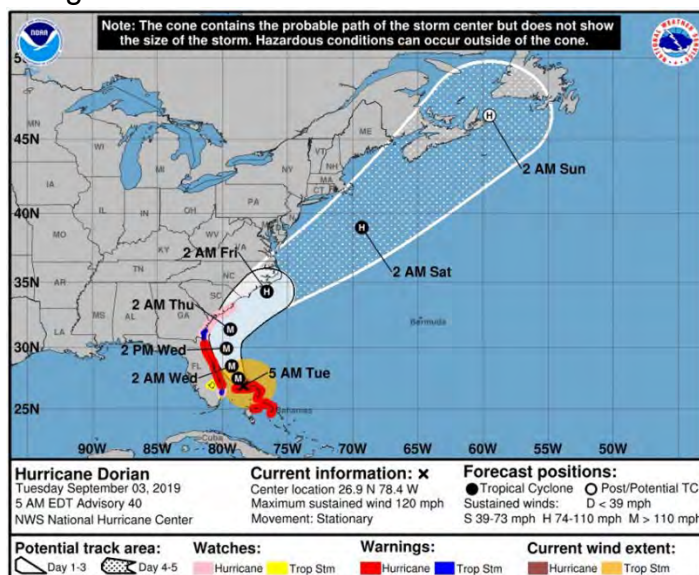 Note: The cone contains the probable path of the storm center but does not show
the size of the storm. Hazardous conditions can occur outside of the cone.
NOAA
45N
40N
35N
30N
25N
MN
WI
MI
IA
IL
IN
OH
PA
NY
VT
NH
ME
MA
CT
MO
KY
WV
VA
TN
NC
AR
SC
MS
AL
GA
LA
FL
2 AM Sun
2 AM Sat
2 AM Fri
2 AM Thu
2 PM Wed
2 AM Wed
5 AM Tue
H
H
H
M
M
M
M
Bermuda
Bahamas
Cuba
90W 85W 80W 75W 70W 65W 60W 55W 50W
Hurricane Dorian
Tuesday September 03, 2019
5 AM EDT Advisory 40
NWS National Hurricane Center
Current information: ×
Center location 26.9 N 78.4 W
Maximum sustained wind 120 mph
Movement: Stationary
Forecast positions:
Tropical Cyclone Post/Potential TC
Sustained winds: D < 39 mph
S 39-73 mph H 74-110 mph M > 110 mph
Potential track area:
Day 1-3 Day 4-5
Watches:
Hurricane Trop Stm
Warnings:
Hurricane Trop Stm
Current wind extent:
Hurricane Trop Stm